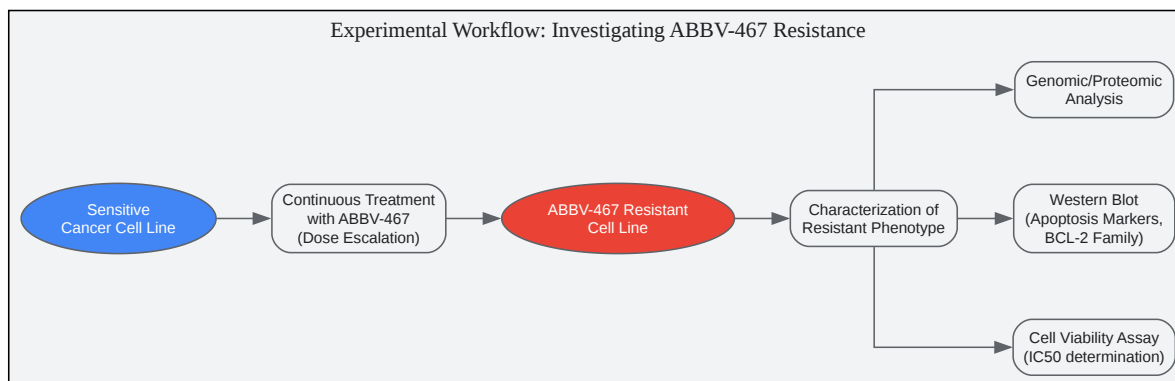 Experimental Workflow: Investigating ABBV-467 Resistance
Sensitive
Cancer Cell Line
Continuous Treatment
with ABBV-467
(Dose Escalation)
ABBV-467 Resistant
Cell Line
Characterization of
Resistant Phenotype
Genomic/Proteomic
Analysis
Western Blot
(Apoptosis Markers,
BCL-2 Family)
Cell Viability Assay
(IC50 determination)